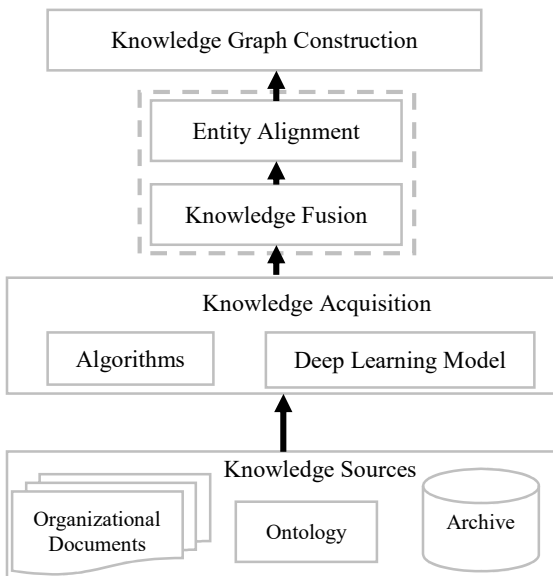 Knowledge Graph Construction
Entity Alignment
Knowledge Fusion
Knowledge Acquisition
Algorithms
Deep Learning Model
Knowledge Sources
Organizational
Documents
Ontology
Archive